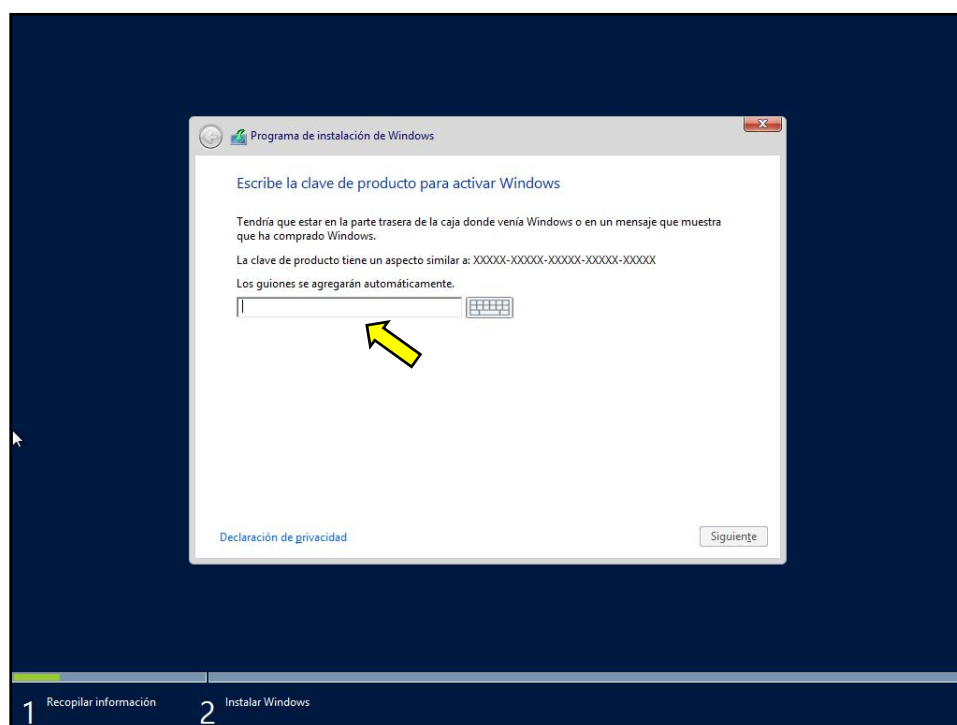 Programa de instalación de Windows
Escribe la clave de producto para activar Windows
Tendría que estar en la parte trasera de la caja donde venía Windows o en un mensaje que muestra
que ha comprado Windows.
La clave de producto tiene un aspecto similar a: XXXXX-XXXXX-XXXXX-XXXXX-XXXXX
Los guiones se agregarán automáticamente.
Declaración de privacidad
Siguiente
1 Recopilar información
2 Instalar Windows